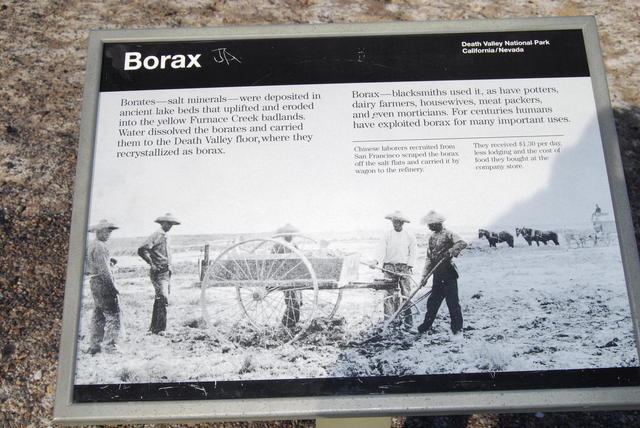 Borax JA
Death Valley National Park
California/Nevada
Borates—salt minerals—were deposited in
ancient lake beds that uplifted and eroded
into the yellow Furnace Creek badlands.
Water dissolved the borates and carried
them to the Death Valley floor, where they
recrystallized as borax.
Borax—blacksmiths used it, as have potters,
dairy farmers, housewives, meat packers,
and even morticians. For centuries humans
have exploited borax for many important uses.
Chinese laborers recruited from
San Francisco scraped the borax
off the salt flats and carried it by
wagon to the refinery.
They received $1.30 per day,
less lodging and the cost of
food they bought at the
company store.